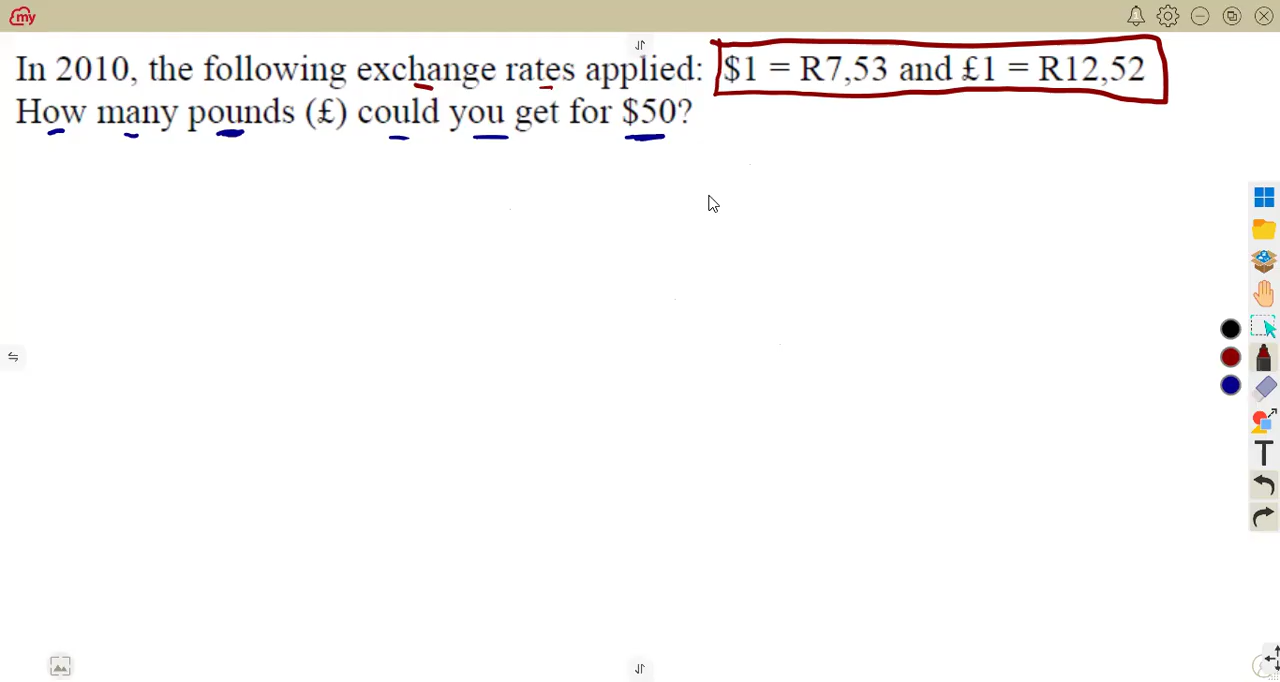 my
In 2010, the following exchange rates applied: $1 = R7,53 and £1 = R12,52
How many pounds (£) could you get for $50?
T